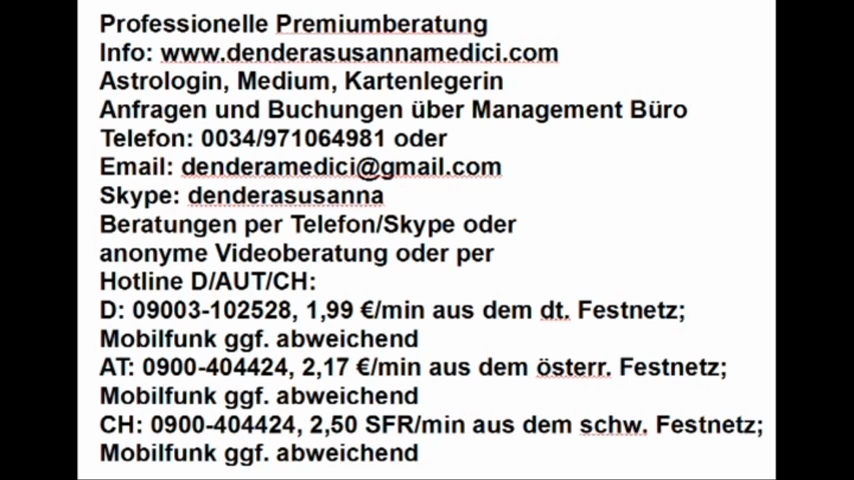 Professionelle Premiumberatung
Info: www.denderasusannamedici.com
Astrologin, Medium, Kartenlegerin
Anfragen und Buchungen über Management Büro
Telefon: 0034/971064981 oder
Email: denderamedici@gmail.com
Skype: denderasusanna
Beratungen per Telefon/Skype oder
anonyme Videoberatung oder per
Hotline D/AUT/CH:
D: 09003-102528, 1,99 €/min aus dem dt. Festnetz;
Mobilfunk ggf. abweichend
AT: 0900-404424, 2,17 €/min aus dem österr. Festnetz;
Mobilfunk ggf. abweichend
CH: 0900-404424, 2,50 SFR/min aus dem schw. Festnetz;
Mobilfunk ggf. abweichend